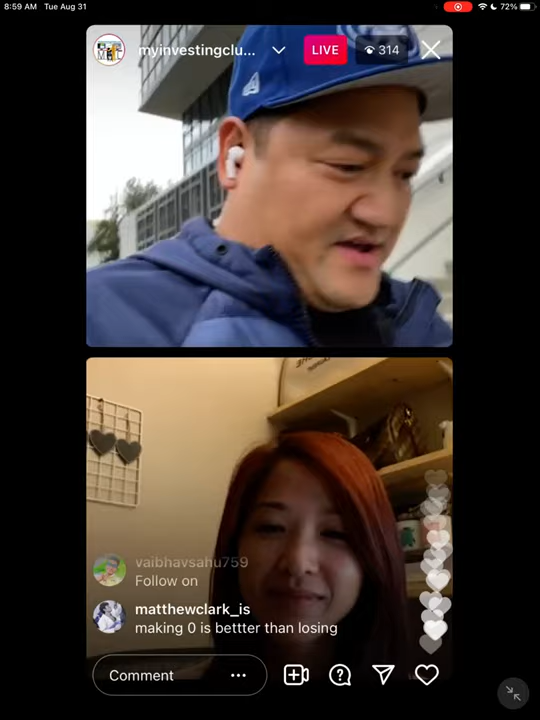 8:59 AM Tue Aug 31
72%
myinvestingclu...
LIVE
314
vaibhavsahu759
Follow on
matthewclark_is
making 0 is bettter than losing
Comment